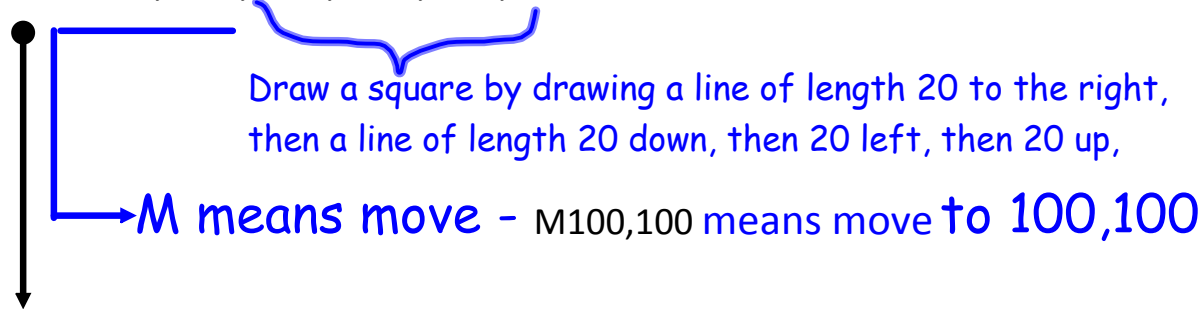 Draw a square by drawing a line of length 20 to the right,
then a line of length 20 down, then 20 left, then 20 up,
M means move - M100,100 means move to 100,100